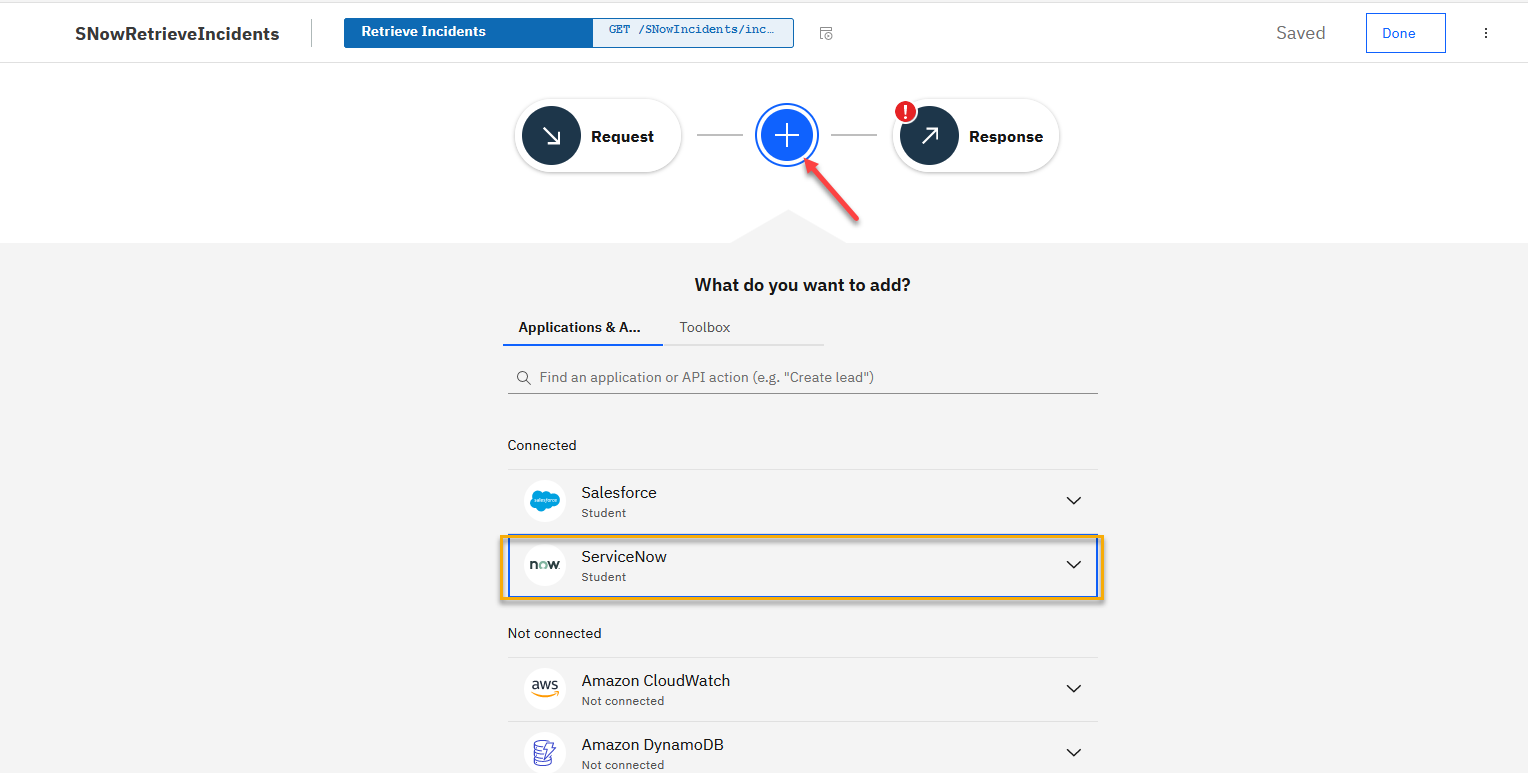 SNowRetrieveIncidents
Retrieve Incidents
GET /SNowIncidents/inc…
Saved
Done
Request
!
Response
What do you want to add?
Applications & A...
Toolbox
Find an application or API action (e.g. "Create lead")
Connected
salesforce
Salesforce
Student
now.
ServiceNow
Student
Not connected
aws
Amazon CloudWatch
Not connected
Amazon DynamoDB
Not connected